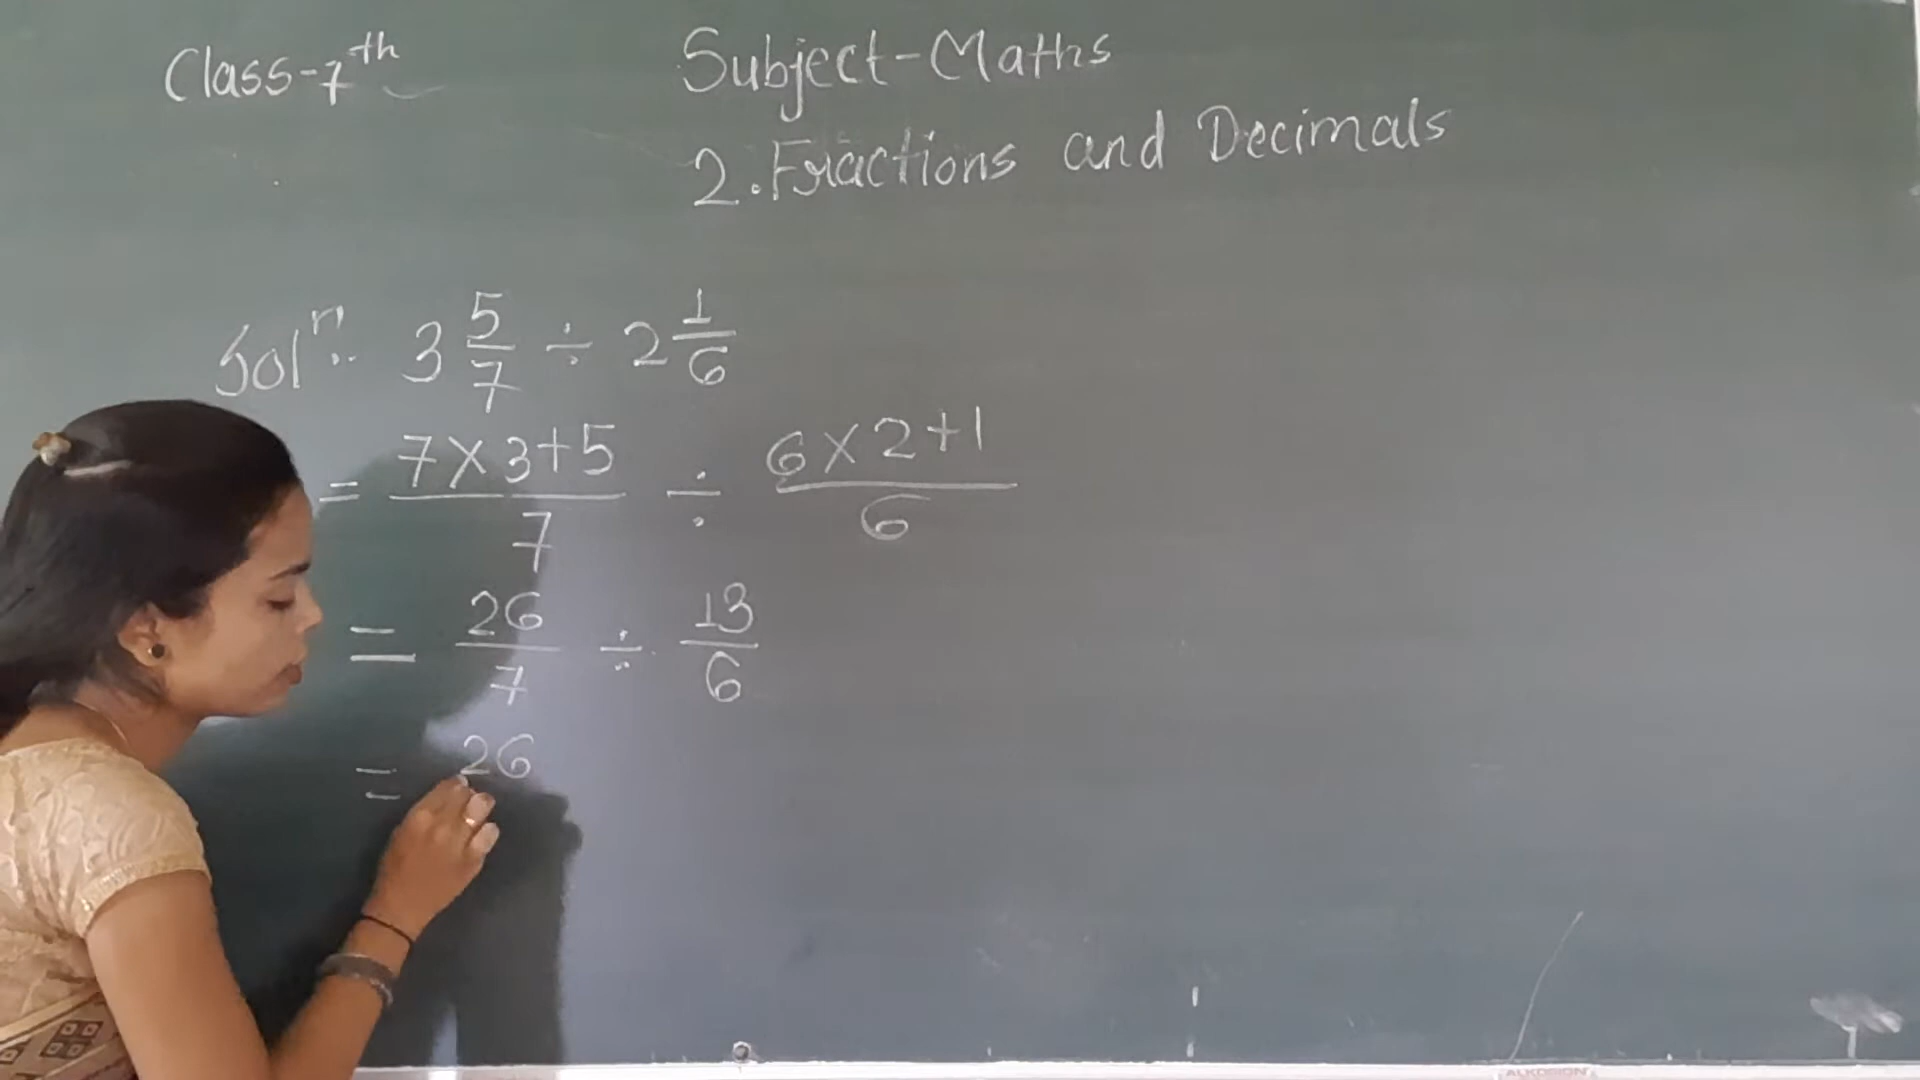 Class-7th
Subject-Maths
2. Fractions and Decimals
Solⁿ:- 3 5/7 ÷ 2 1/6
= 7×3+5/7 ÷ 6×2+1/6
= 26/7 ÷ 13/6
= 26
ALKOSIGN